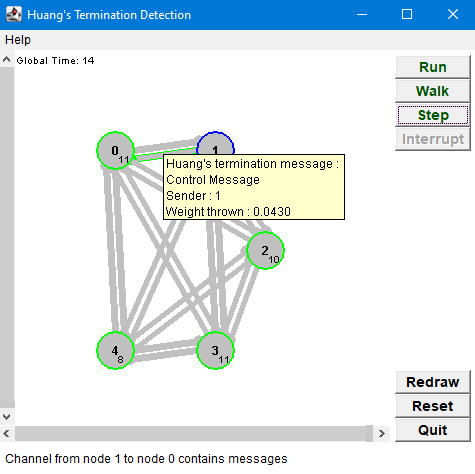 Huang's Termination Detection
Help
Global Time: 14
Run
Walk
Step
Interrupt
0
11
1
Huang's termination message :
Control Message
Sender : 1
Weight thrown : 0.0430
2
10
4
8
3
11
Redraw
Reset
Quit
Channel from node 1 to node 0 contains messages